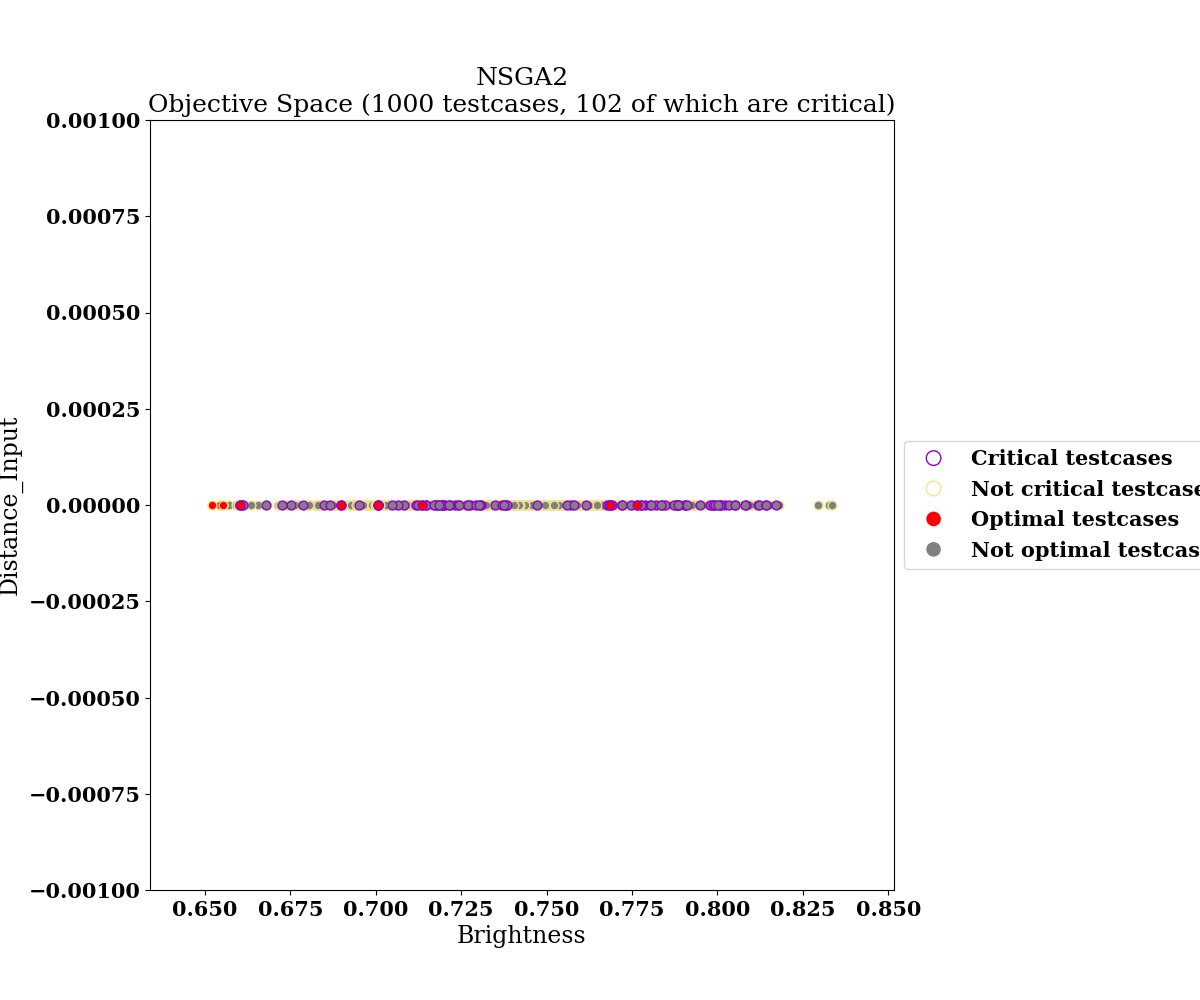 NSGA2
Objective Space (1000 testcases, 102 of which are critical)
0.00100
0.00075
0.00050
0.00025
0.00000
−0.00025
−0.00050
−0.00075
−0.00100
Distance_Input
0.650 0.675 0.700 0.725 0.750 0.775 0.800 0.825 0.850
Brightness
Critical testcases
Not critical testcase
Optimal testcases
Not optimal testcas